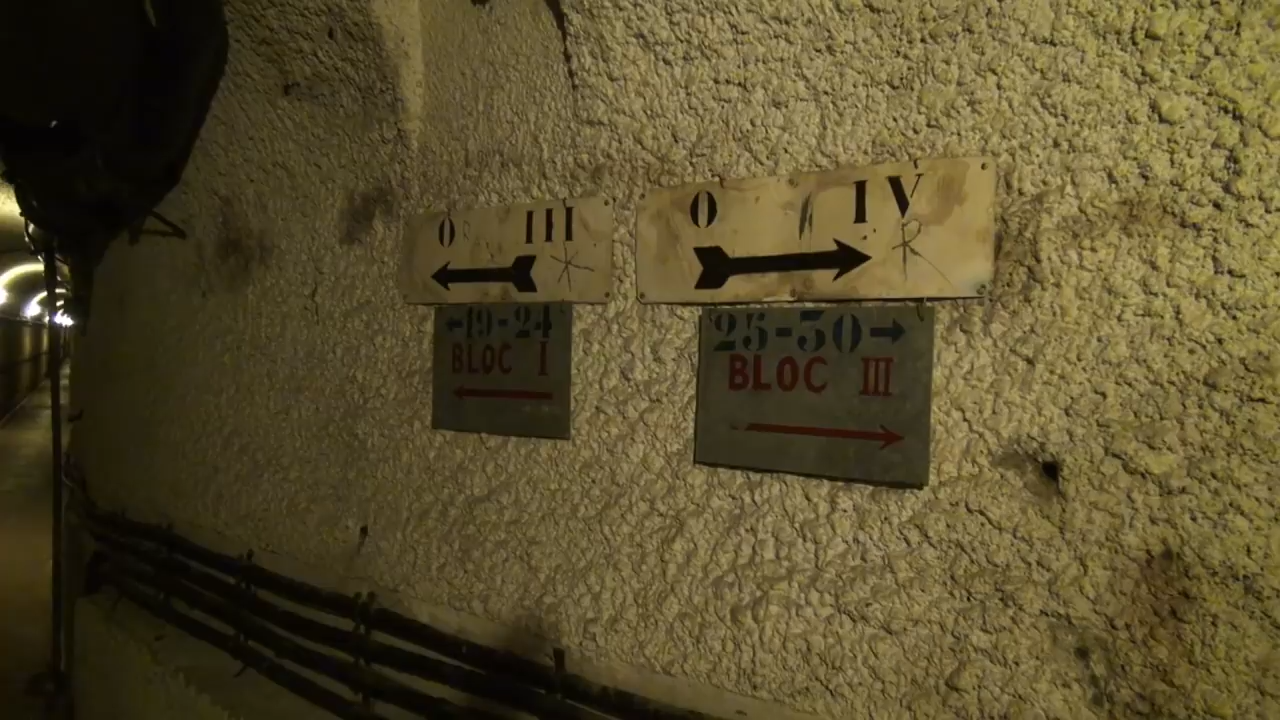 O III
←19-24
BLOC I
O IV
25-30→
BLOC III